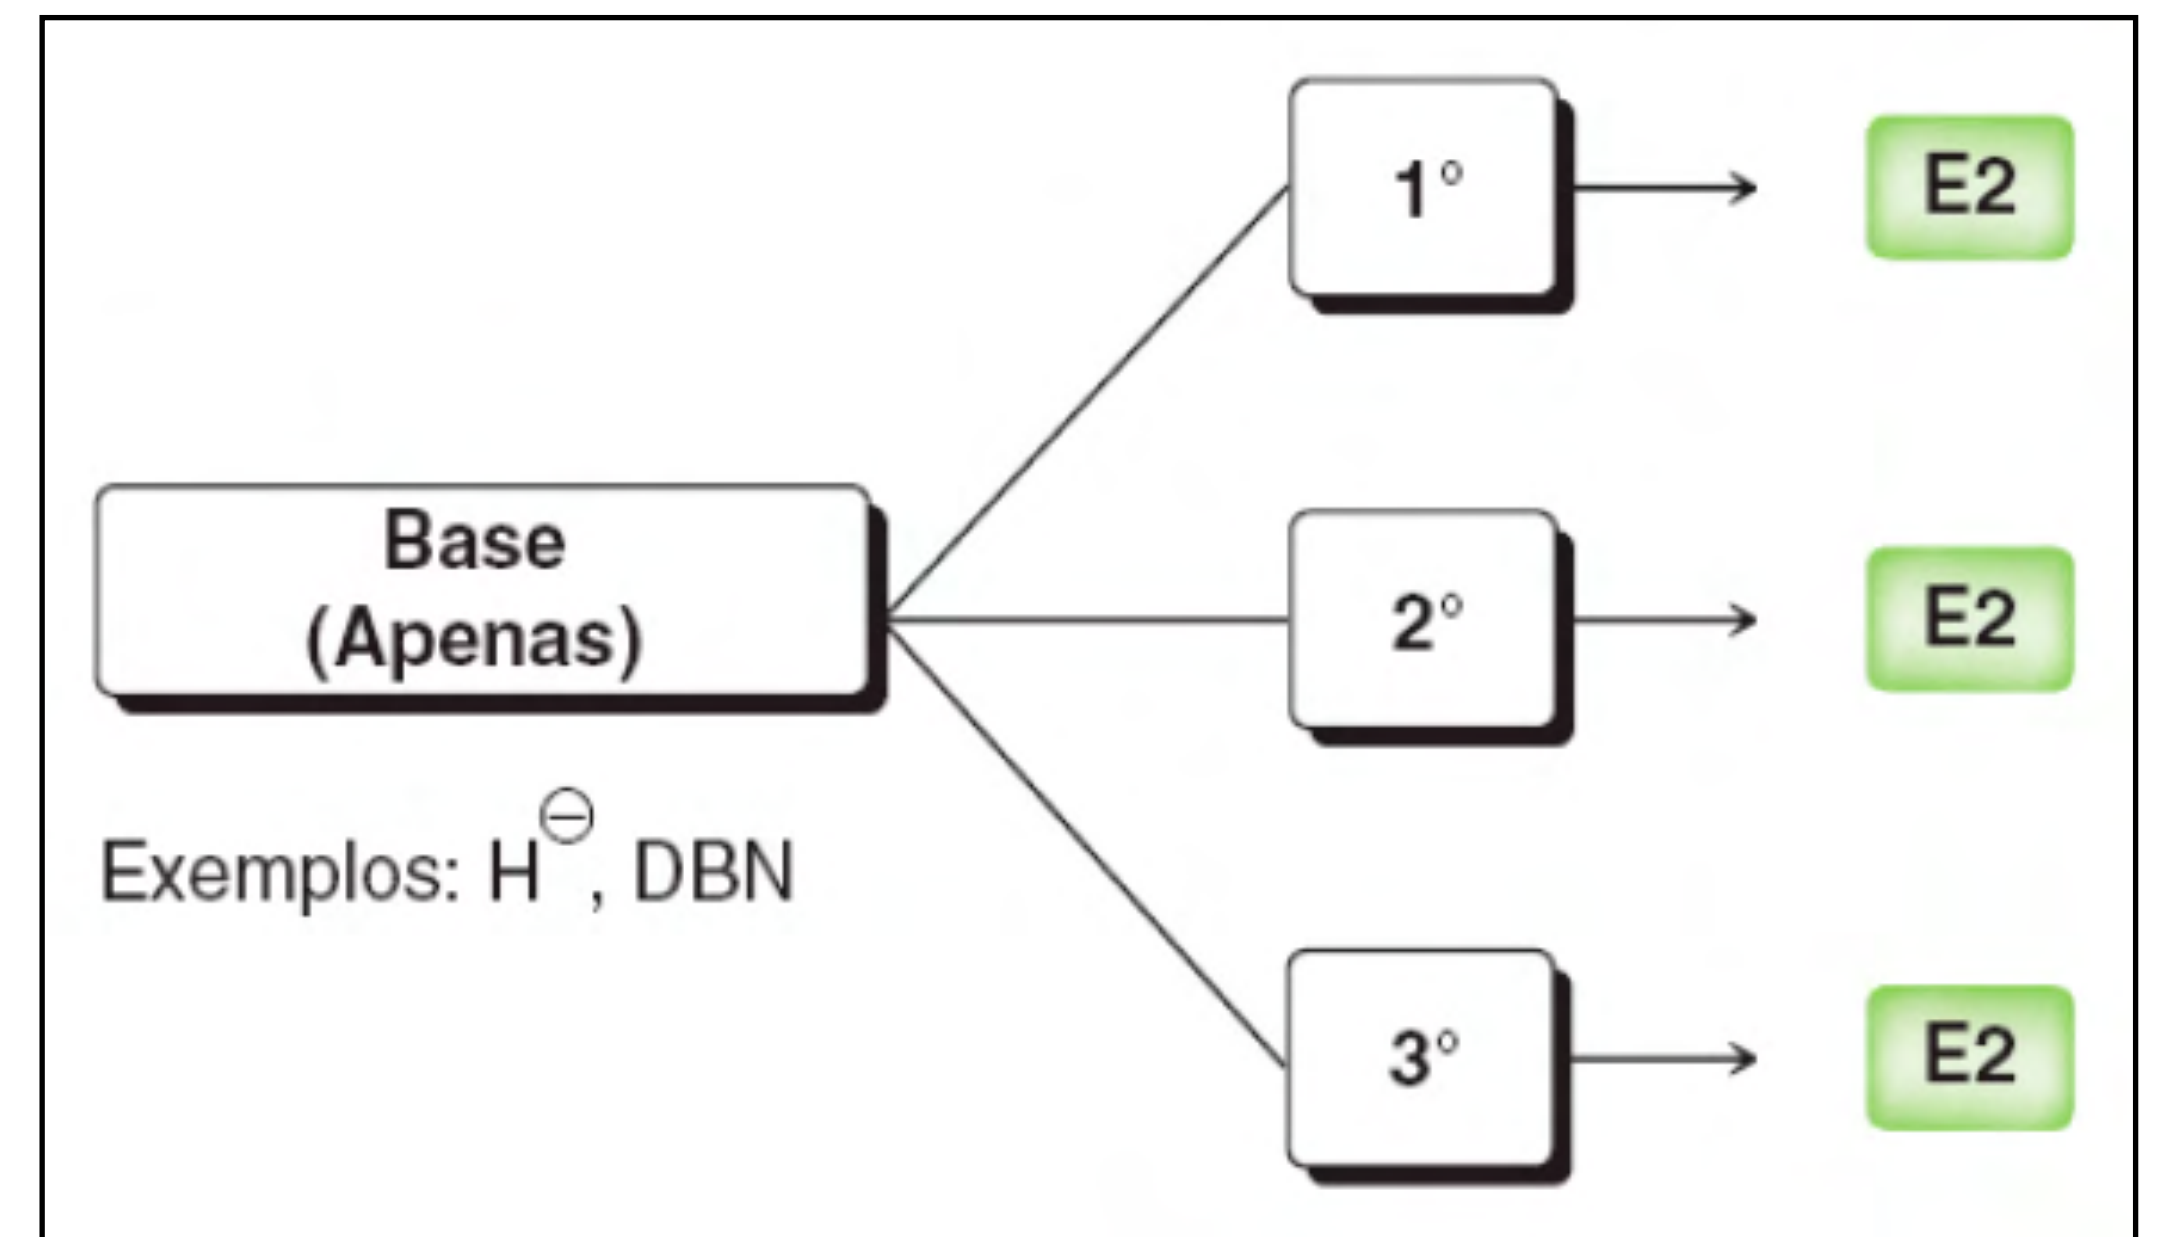 1° E2
Base
(Apenas)
2° E2
Exemplos: H⊖, DBN
3° E2